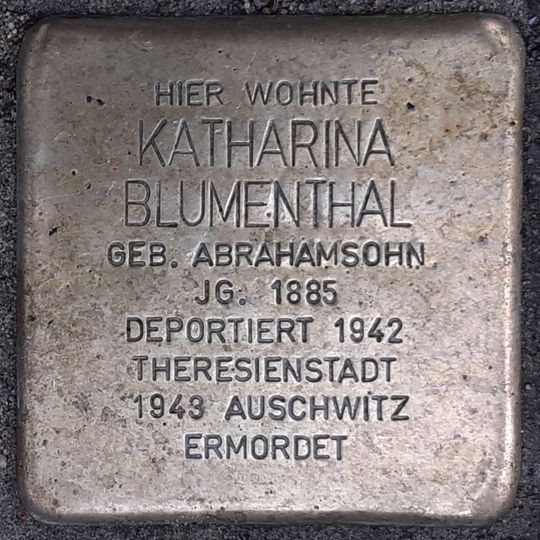 HIER WOHNTE
KATHARINA
BLUMENTHAL
GEB. ABRAHAMSOHN
JG. 1885
DEPORTIERT 1942
THERESIENSTADT
1943 AUSCHWITZ
ERMORDET